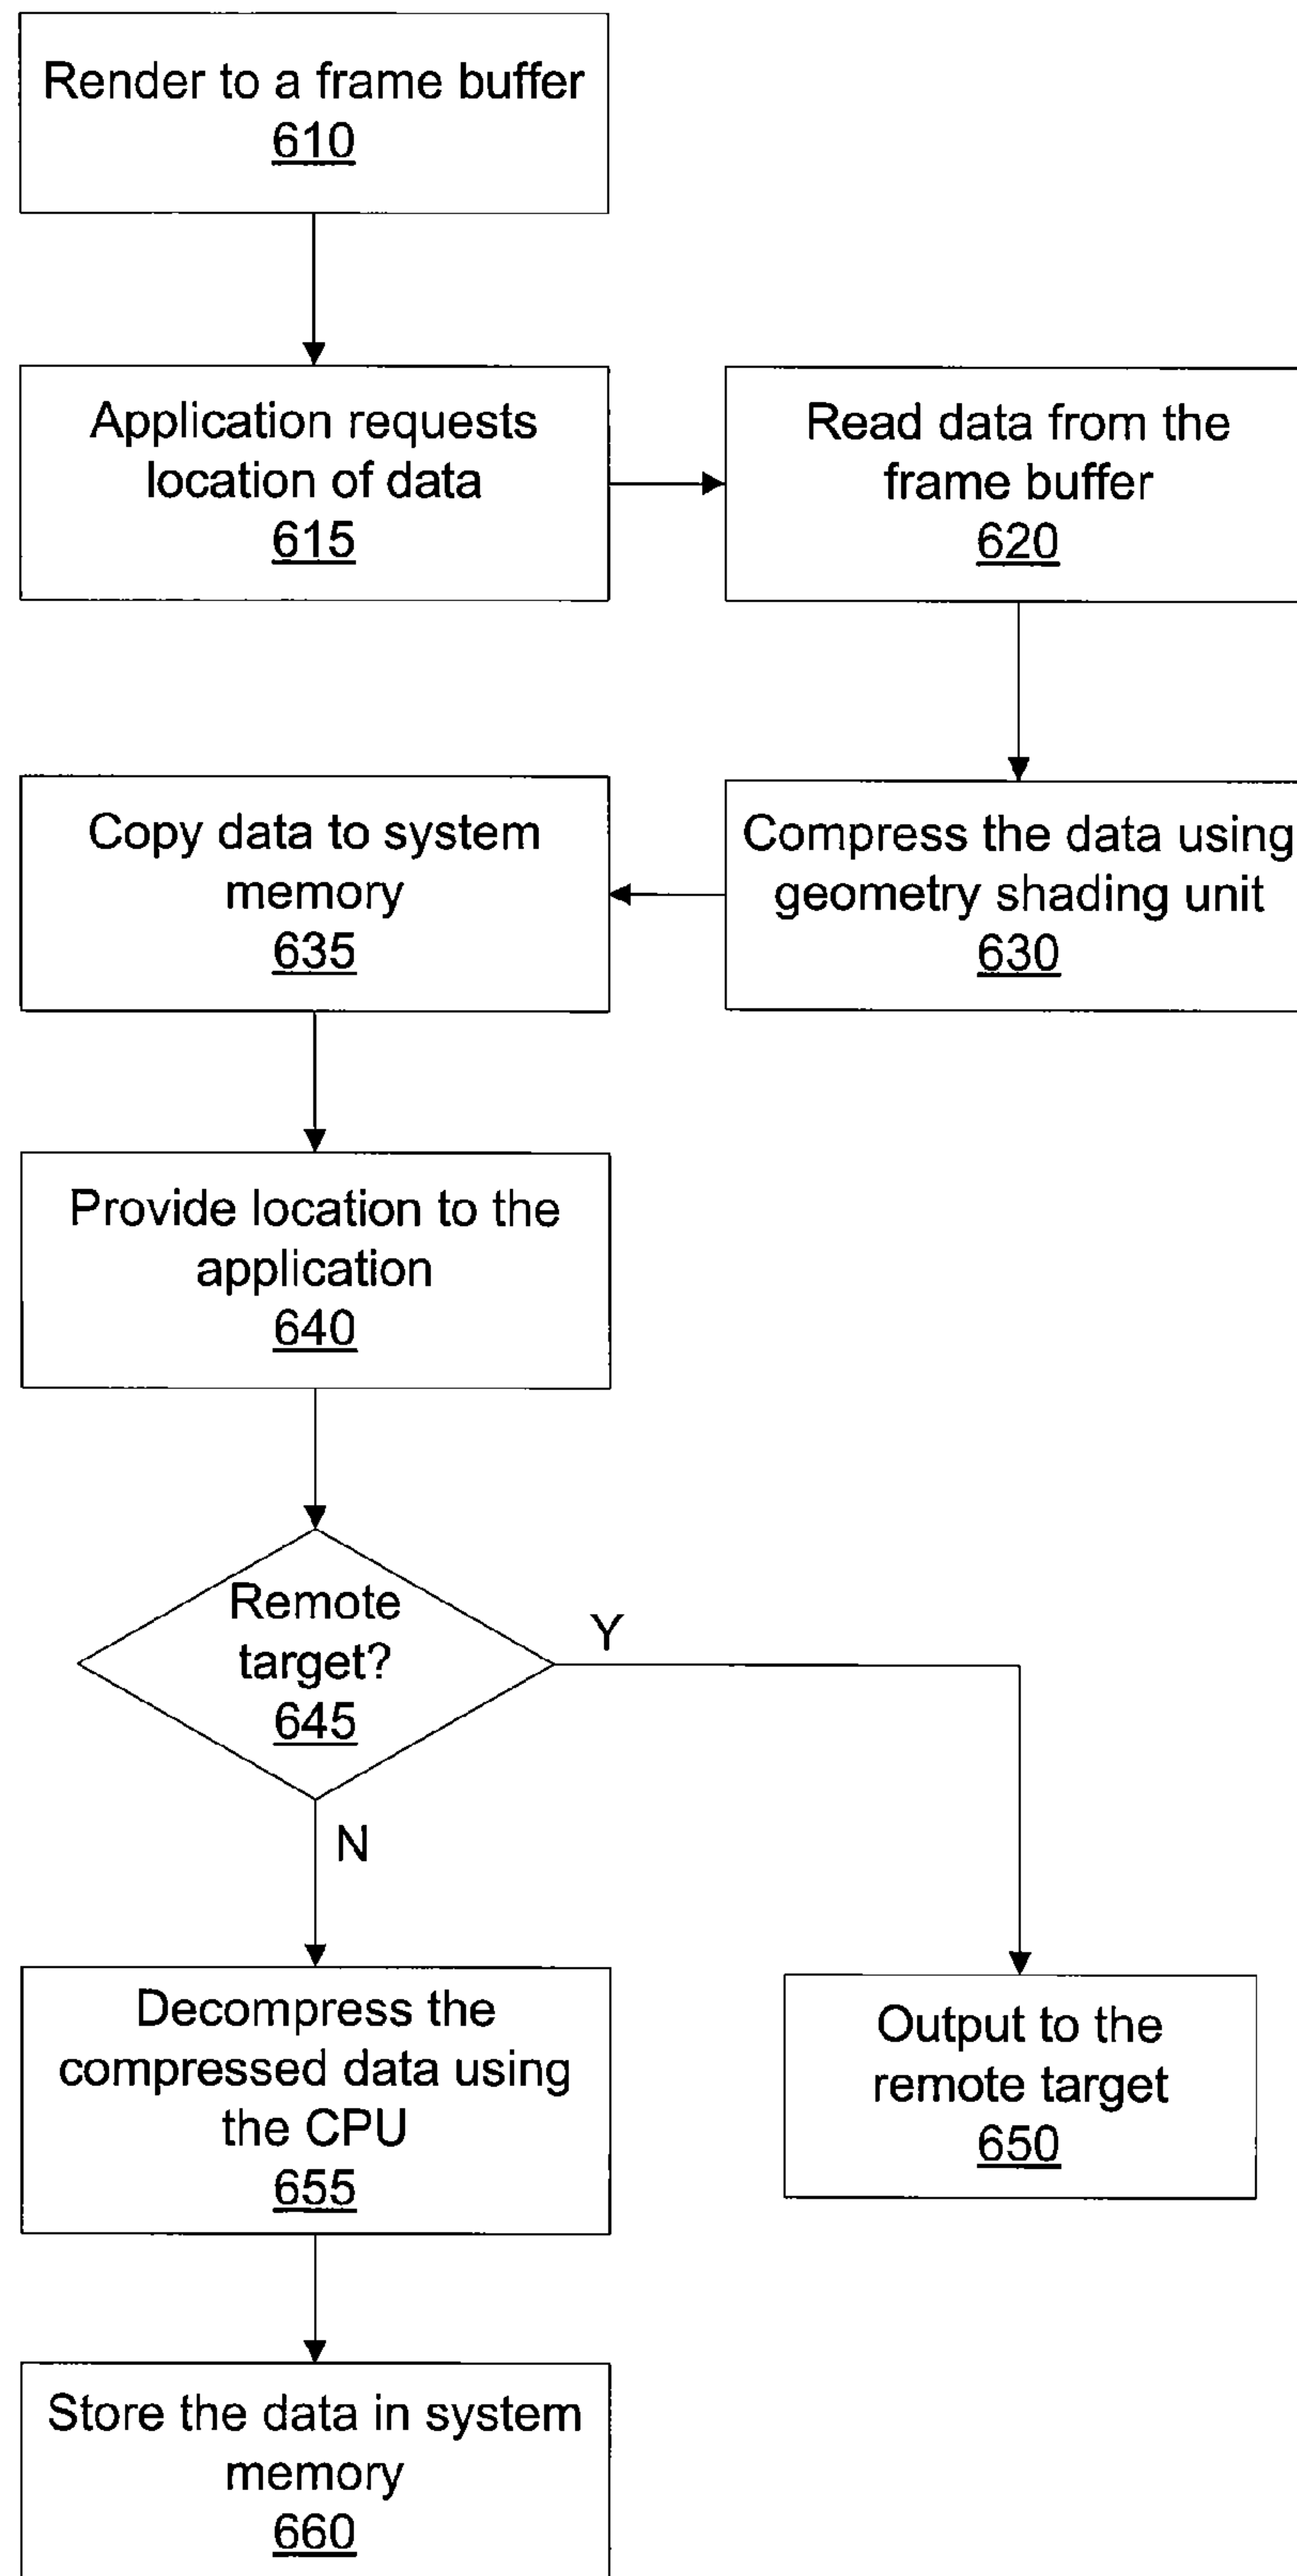 Render to a frame buffer
610
Application requests
location of data
615
Read data from the
frame buffer
620
Compress the data using
geometry shading unit
630
Copy data to system
memory
635
Provide location to the
application
640
Remote
target?
645
Y
N
Decompress the
compressed data using
the CPU
655
Output to the
remote target
650
Store the data in system
memory
660